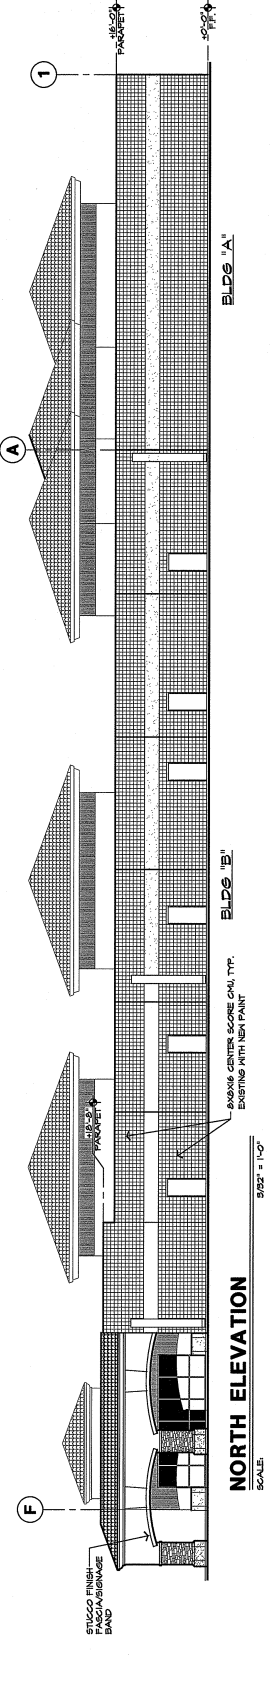 F
A
1
+16'-0"
PARAPET
±0'-0"
F.F.
+18'-8"
PARAPET
STUCCO FINISH
FASCIA/SIGNAGE
BAND
8X8X16 CENTER SCORE CMU, TYP.
EXISTING WITH NEW PAINT
BLDG "B"
BLDG "A"
NORTH ELEVATION
SCALE:
3/32" = 1'-0"